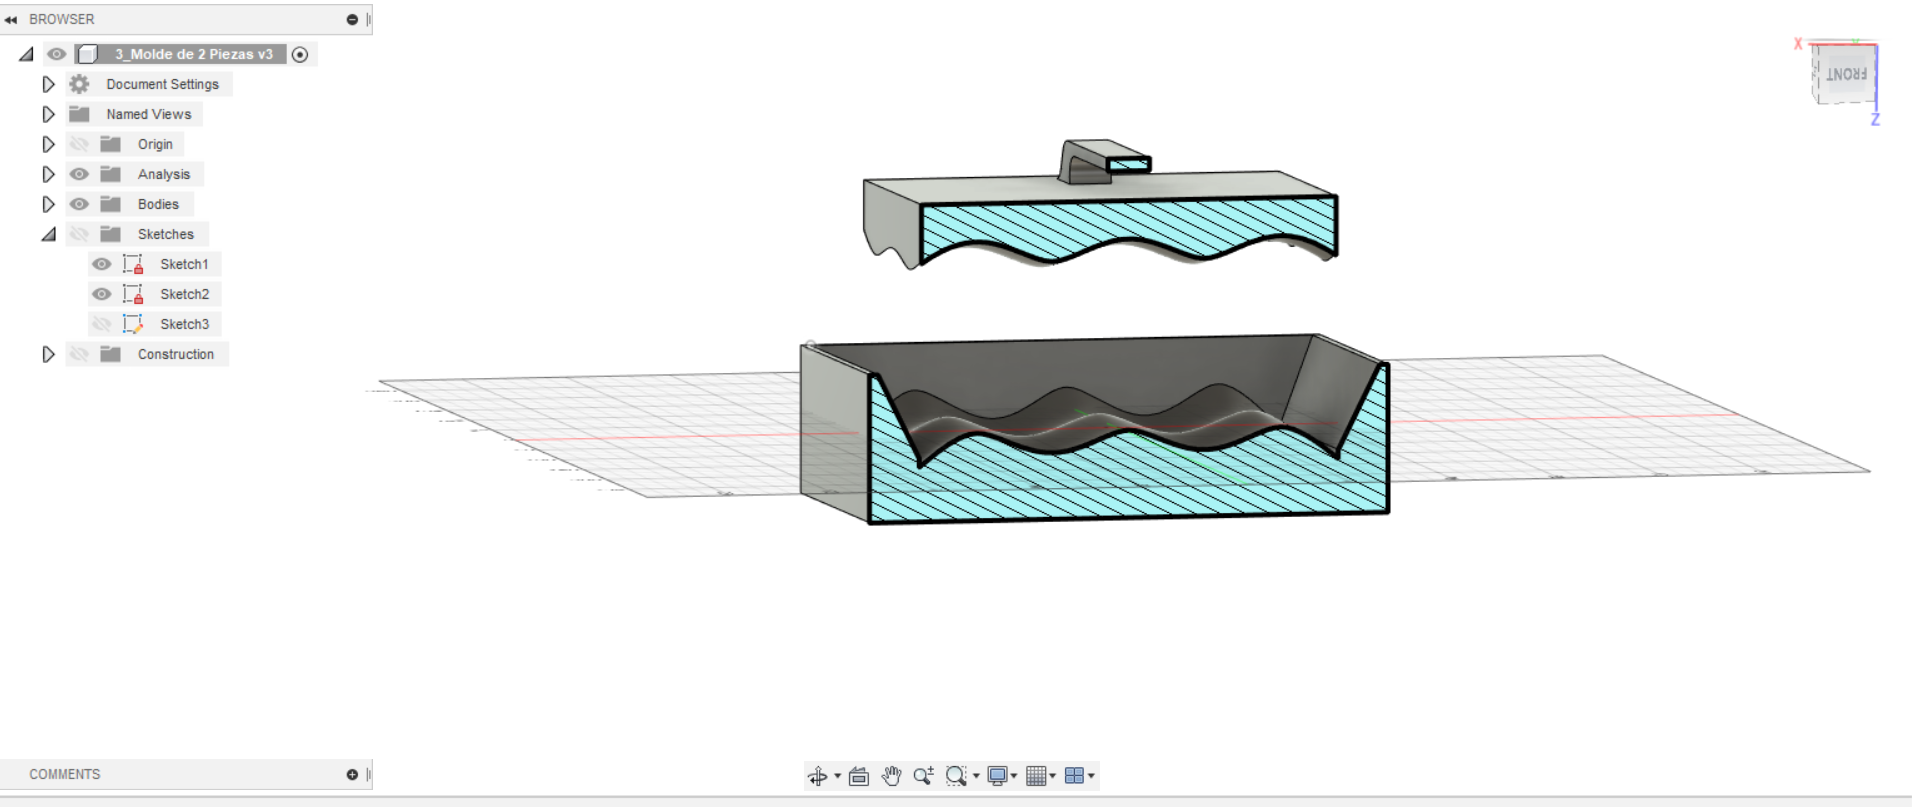 BROWSER
3_Molde de 2 Piezas v3
Document Settings
Named Views
Origin
Analysis
Bodies
Sketches
Sketch1
Sketch2
Sketch3
Construction
X
FRONT
Z
COMMENTS